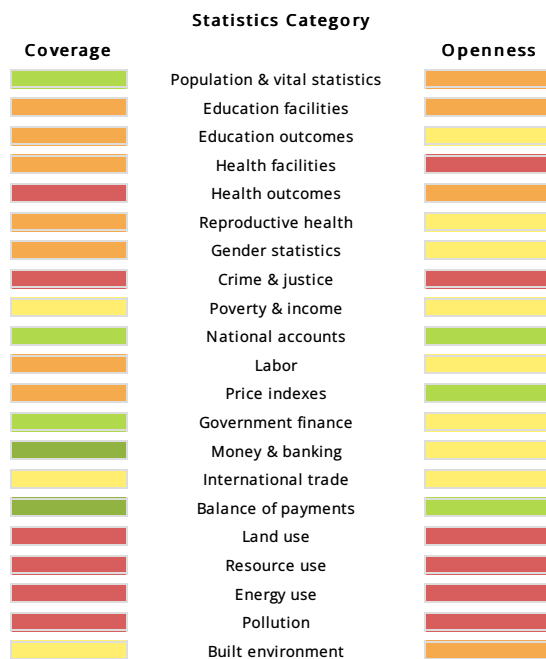 Statistics Category
Coverage Openness
Population & vital statistics
Education facilities
Education outcomes
Health facilities
Health outcomes
Reproductive health
Gender statistics
Crime & justice
Poverty & income
National accounts
Labor
Price indexes
Government finance
Money & banking
International trade
Balance of payments
Land use
Resource use
Energy use
Pollution
Built environment